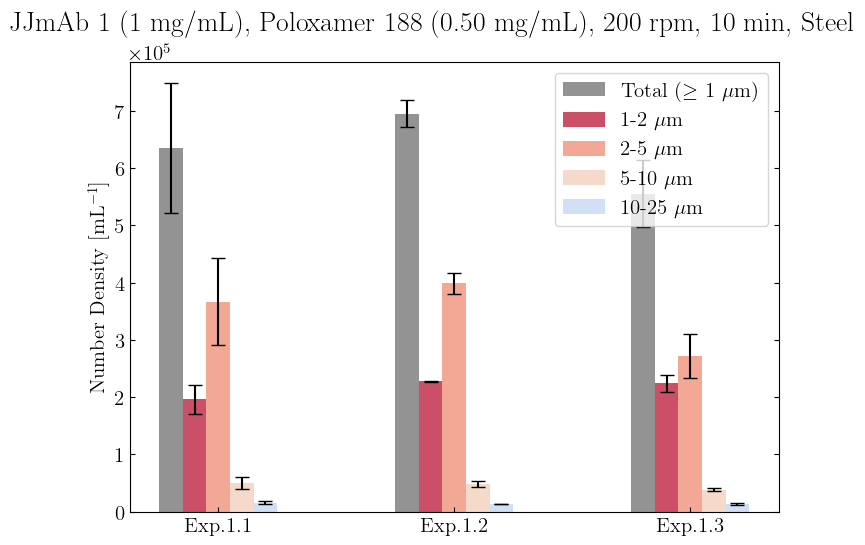 JJmAb 1 (1 mg/mL), Poloxamer 188 (0.50 mg/mL), 200 rpm, 10 min, Steel
×10⁵
Total (≥ 1 μm)
1-2 μm
2-5 μm
5-10 μm
10-25 μm
Number Density [mL⁻¹]
7
6
5
4
3
2
1
0
Exp.1.1 Exp.1.2 Exp.1.3